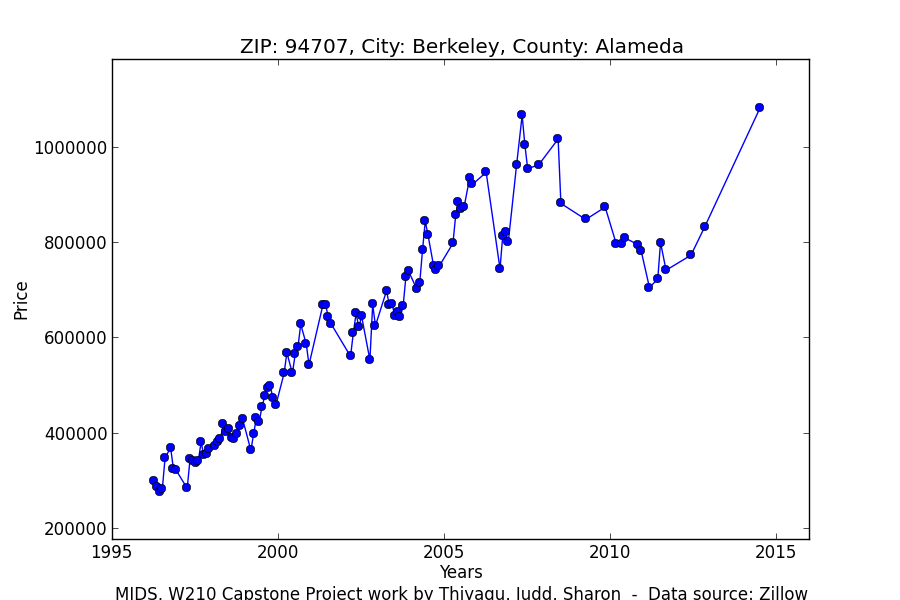 ZIP: 94707, City: Berkeley, County: Alameda
1000000
800000
600000
400000
200000
Price
1995 2000 2005 2010 2015
Years
MIDS, W210 Capstone Project work by Thiyagu, Judd, Sharon - Data source: Zillow